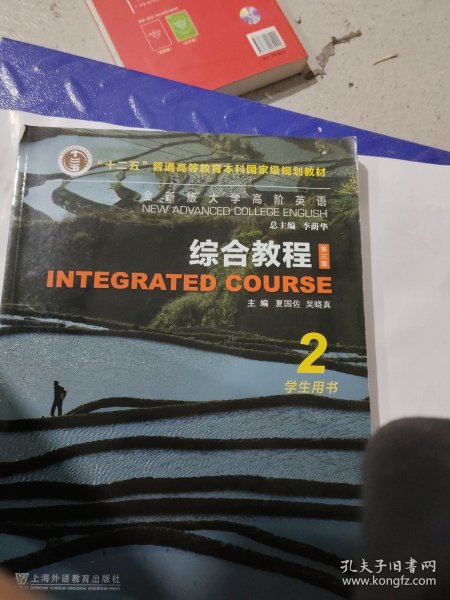 “十二五”普通高等教育本科国家级规划教材
全新版大学高阶英语
NEW ADVANCED COLLEGE ENGLISH
总主编 李荫华
综合教程 第三版
INTEGRATED COURSE
主编 夏国佐 吴晓真
2
学生用书
上海外语教育出版社
孔夫子旧书网
www.kongfz.com